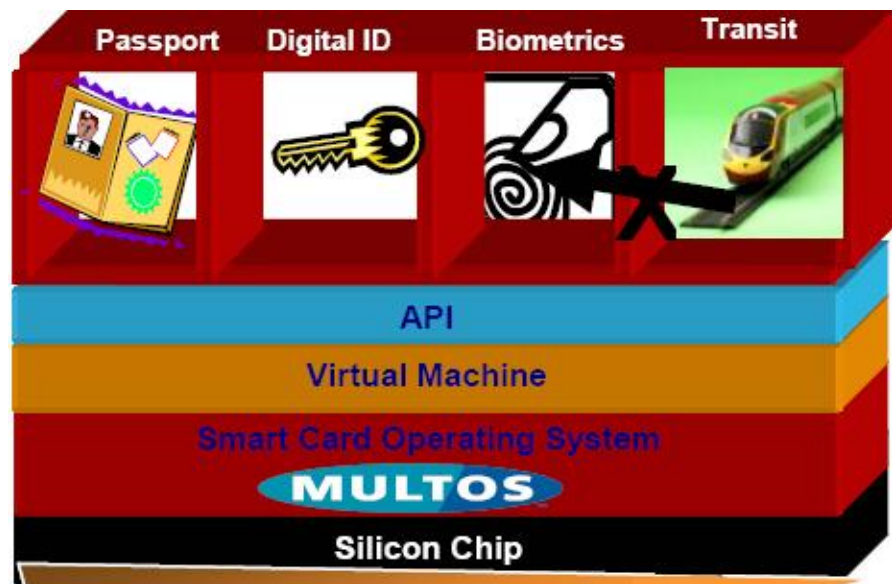 Passport Digital ID Biometrics Transit
API
Virtual Machine
Smart Card Operating System
MULTOS
Silicon Chip